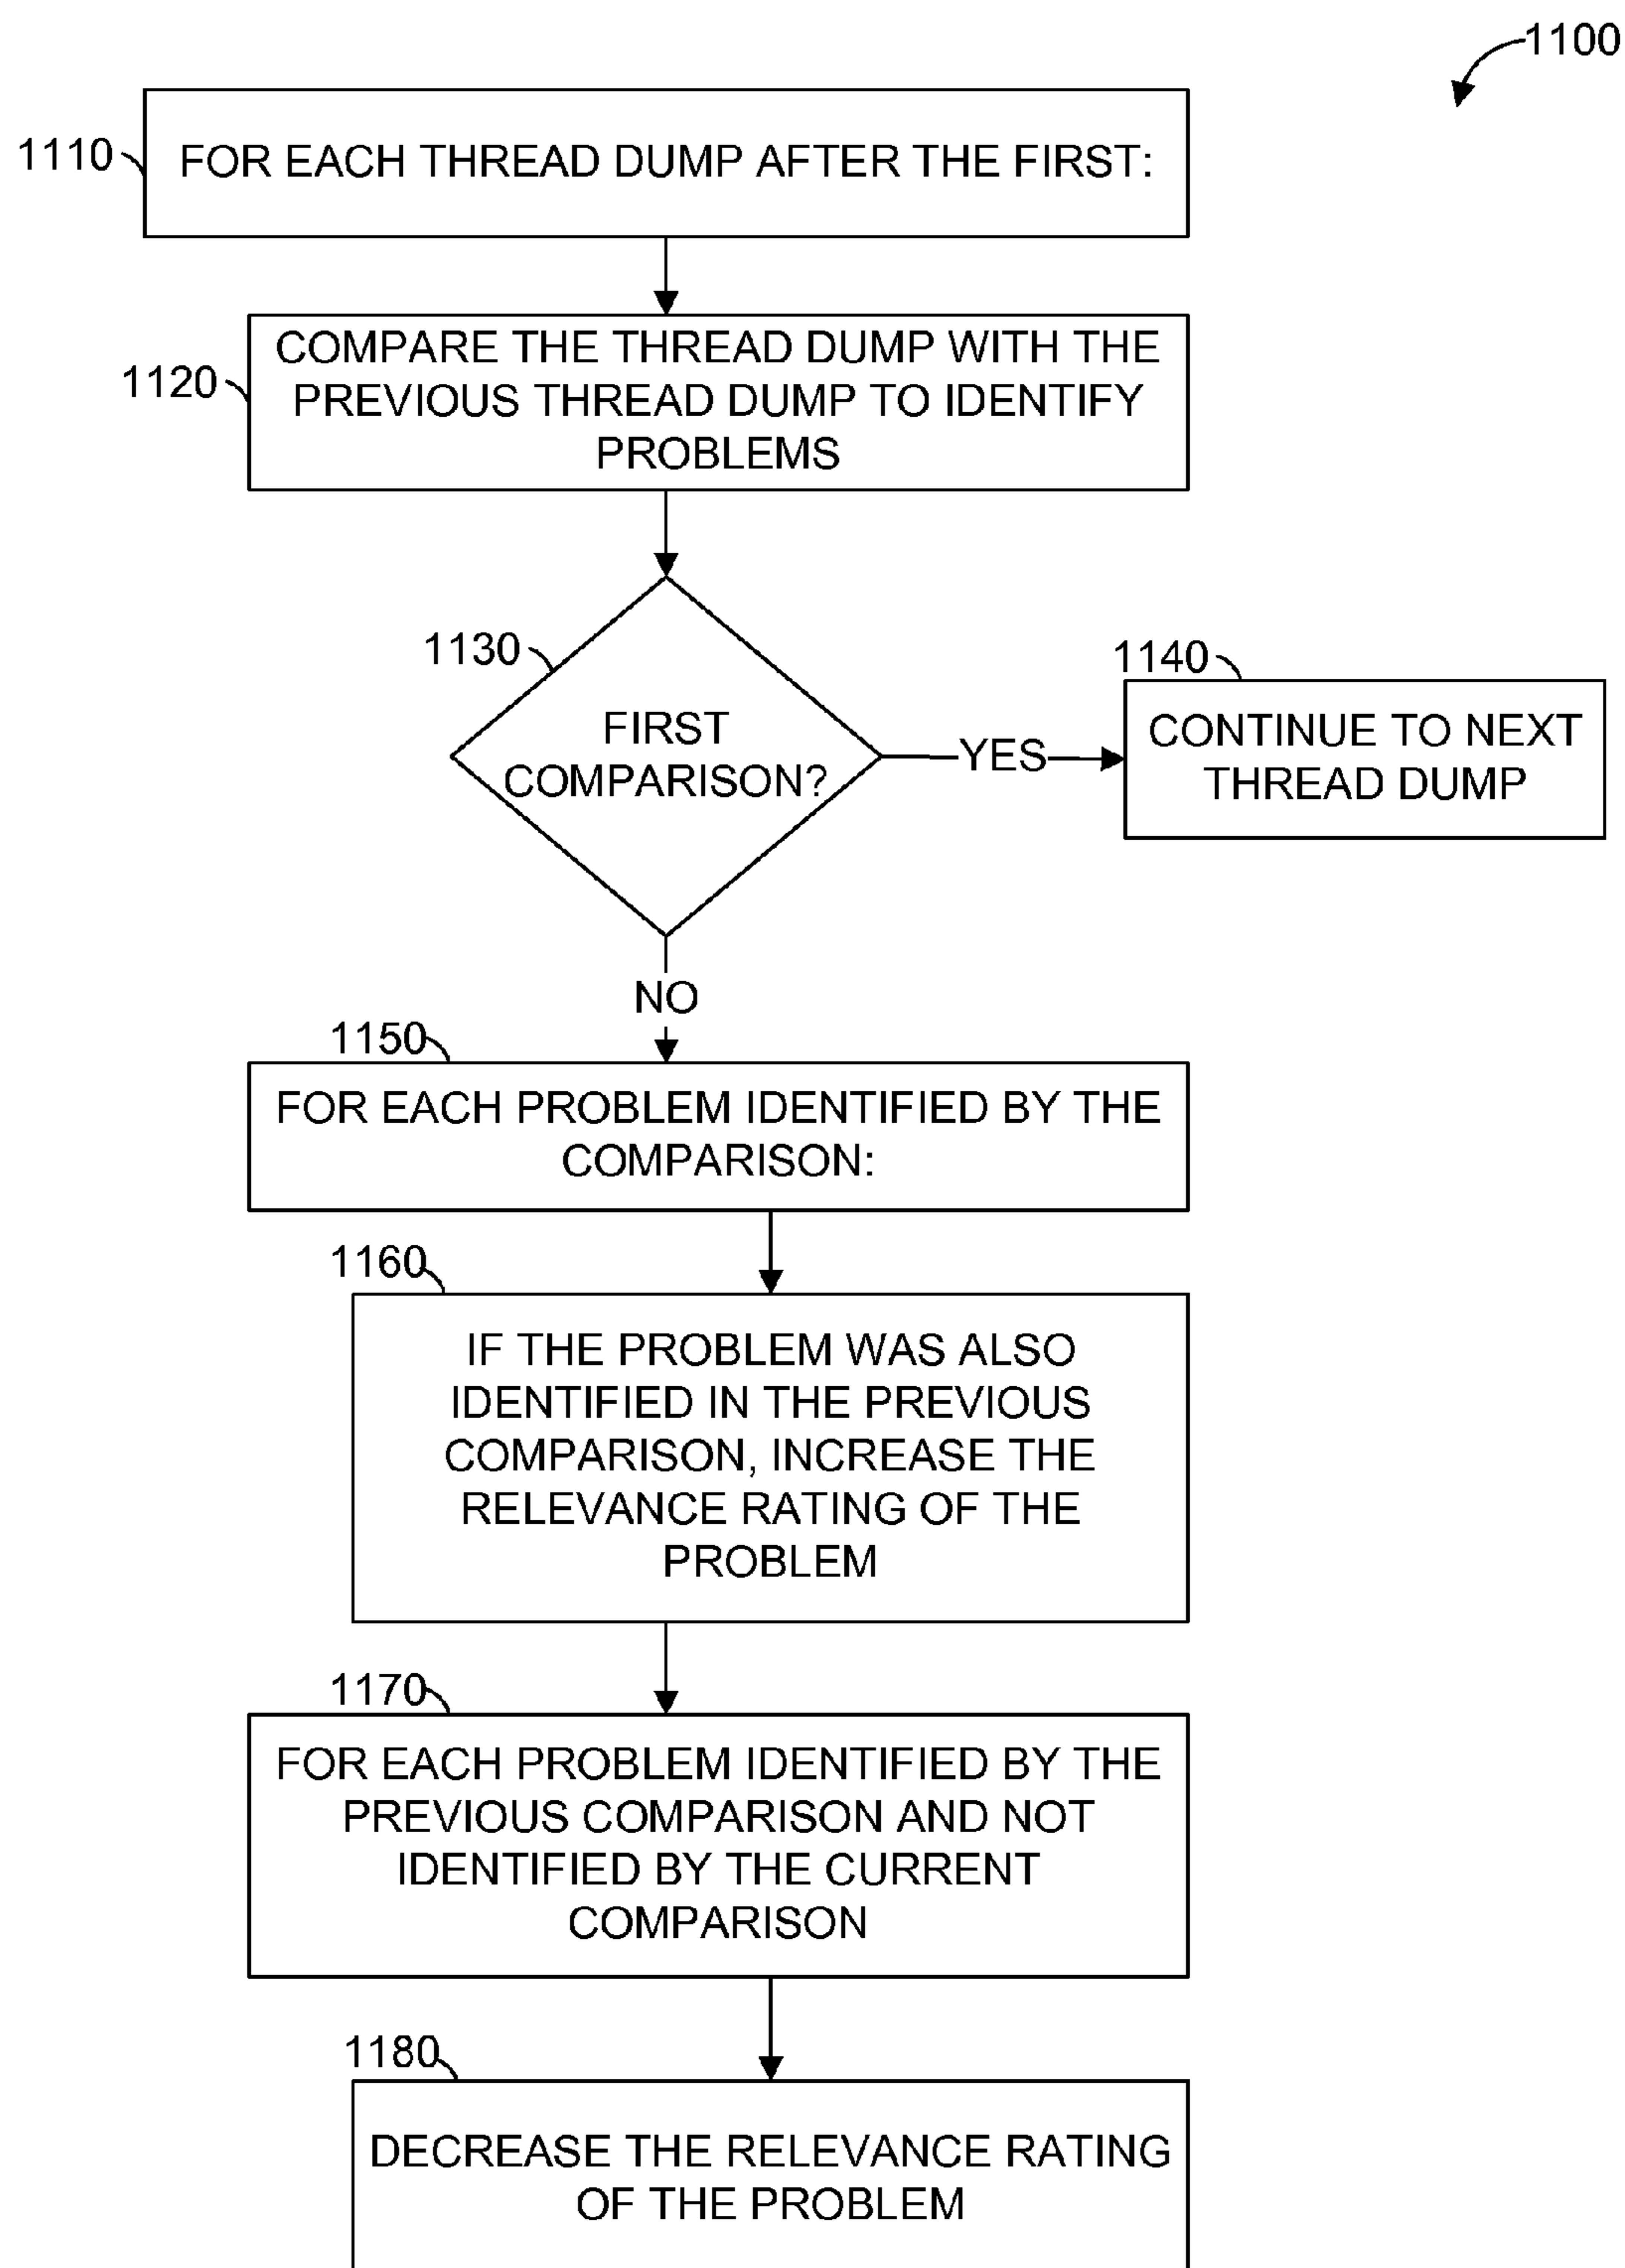 1100
1110
FOR EACH THREAD DUMP AFTER THE FIRST:
1120
COMPARE THE THREAD DUMP WITH THE
PREVIOUS THREAD DUMP TO IDENTIFY
PROBLEMS
1130
FIRST
COMPARISON?
YES
1140
CONTINUE TO NEXT
THREAD DUMP
NO
1150
FOR EACH PROBLEM IDENTIFIED BY THE
COMPARISON:
1160
IF THE PROBLEM WAS ALSO
IDENTIFIED IN THE PREVIOUS
COMPARISON, INCREASE THE
RELEVANCE RATING OF THE
PROBLEM
1170
FOR EACH PROBLEM IDENTIFIED BY THE
PREVIOUS COMPARISON AND NOT
IDENTIFIED BY THE CURRENT
COMPARISON
1180
DECREASE THE RELEVANCE RATING
OF THE PROBLEM